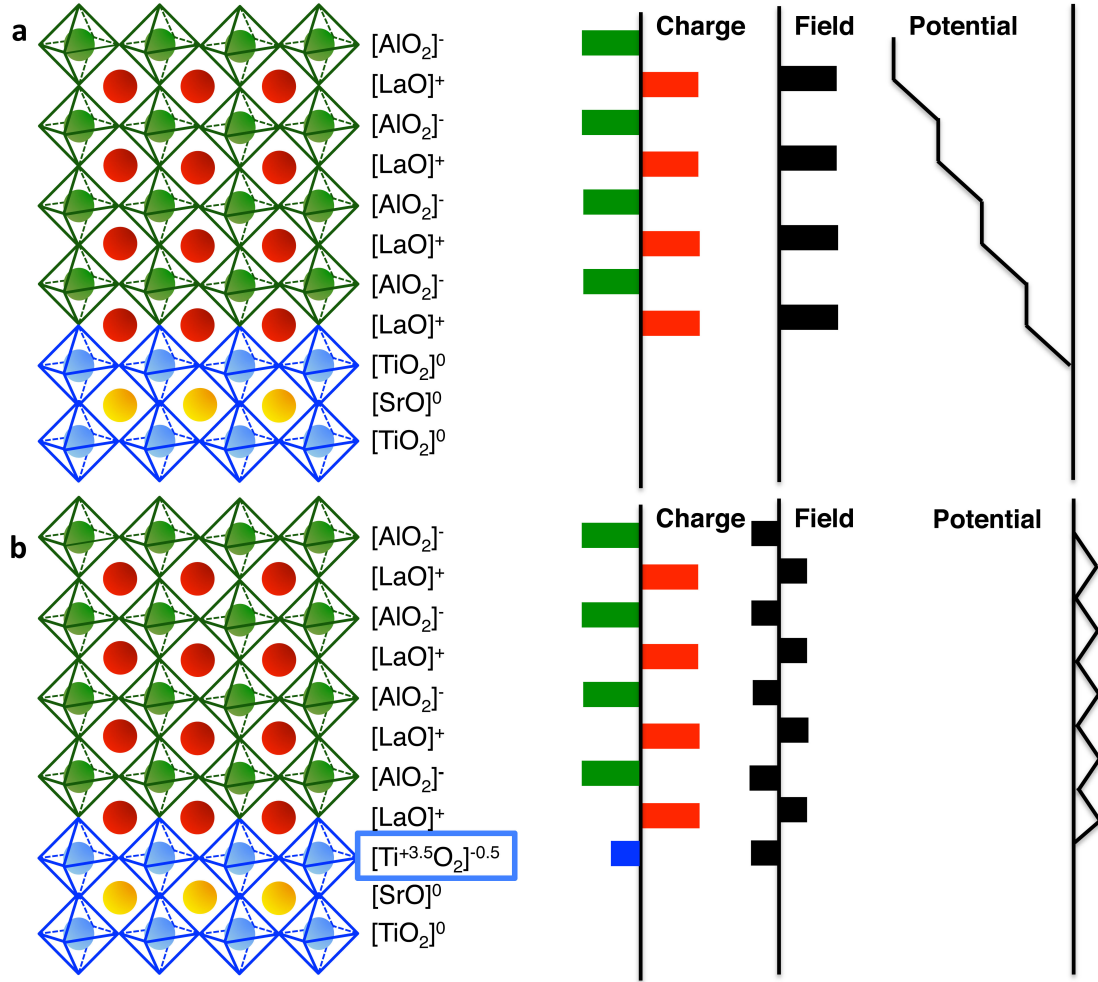 a
Charge Field Potential
[AlO₂]⁻
[LaO]⁺
[AlO₂]⁻
[LaO]⁺
[AlO₂]⁻
[LaO]⁺
[AlO₂]⁻
[LaO]⁺
[TiO₂]⁰
[SrO]⁰
[TiO₂]⁰
b
Charge Field Potential
[AlO₂]⁻
[LaO]⁺
[AlO₂]⁻
[LaO]⁺
[AlO₂]⁻
[LaO]⁺
[AlO₂]⁻
[LaO]⁺
[Ti⁺³·⁵O₂]⁻⁰·⁵
[SrO]⁰
[TiO₂]⁰